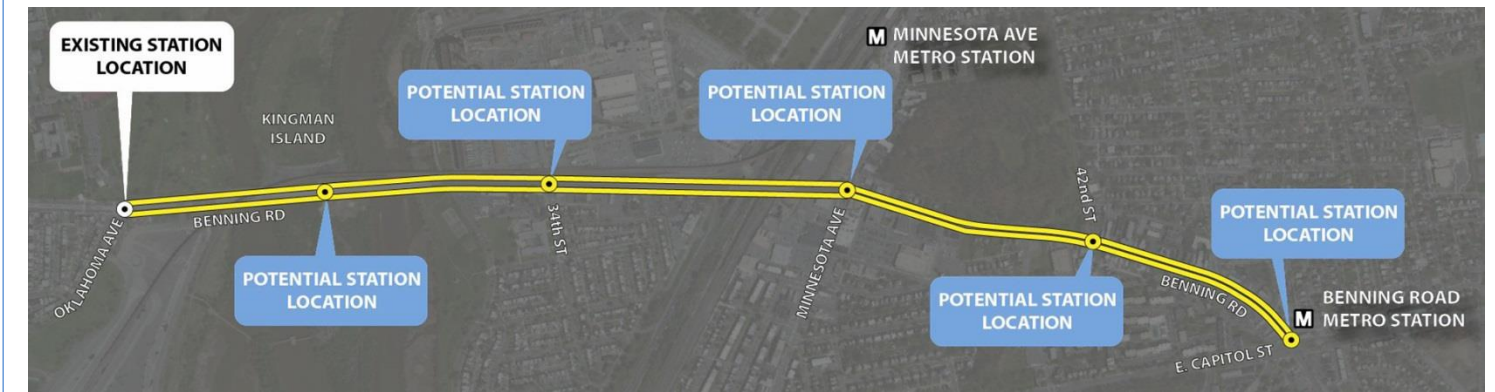 EXISTING STATION
LOCATION
M MINNESOTA AVE
METRO STATION
POTENTIAL STATION
LOCATION
POTENTIAL STATION
LOCATION
KINGMAN
ISLAND
42nd ST
POTENTIAL STATION
LOCATION
BENNING RD
34th ST
OKLAHOMA AVE
POTENTIAL STATION
LOCATION
MINNESOTA AVE
POTENTIAL STATION
LOCATION
BENNING RD
M BENNING ROAD
METRO STATION
E. CAPITOL ST